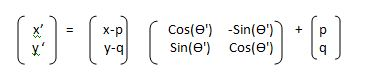 x′ = x-p Cos(Ө') -Sin(Ө') + p
y′ y-q Sin(Ө') Cos(Ө') q